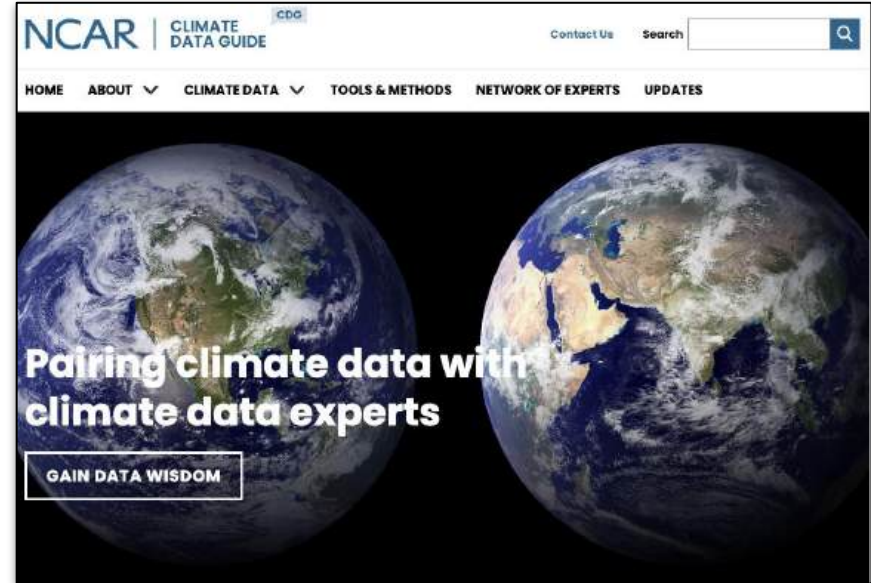 CDG
NCAR | CLIMATE
DATA GUIDE
Contact Us Search
HOME ABOUT CLIMATE DATA TOOLS & METHODS NETWORK OF EXPERTS UPDATES
Pairing climate data with
climate data experts
GAIN DATA WISDOM